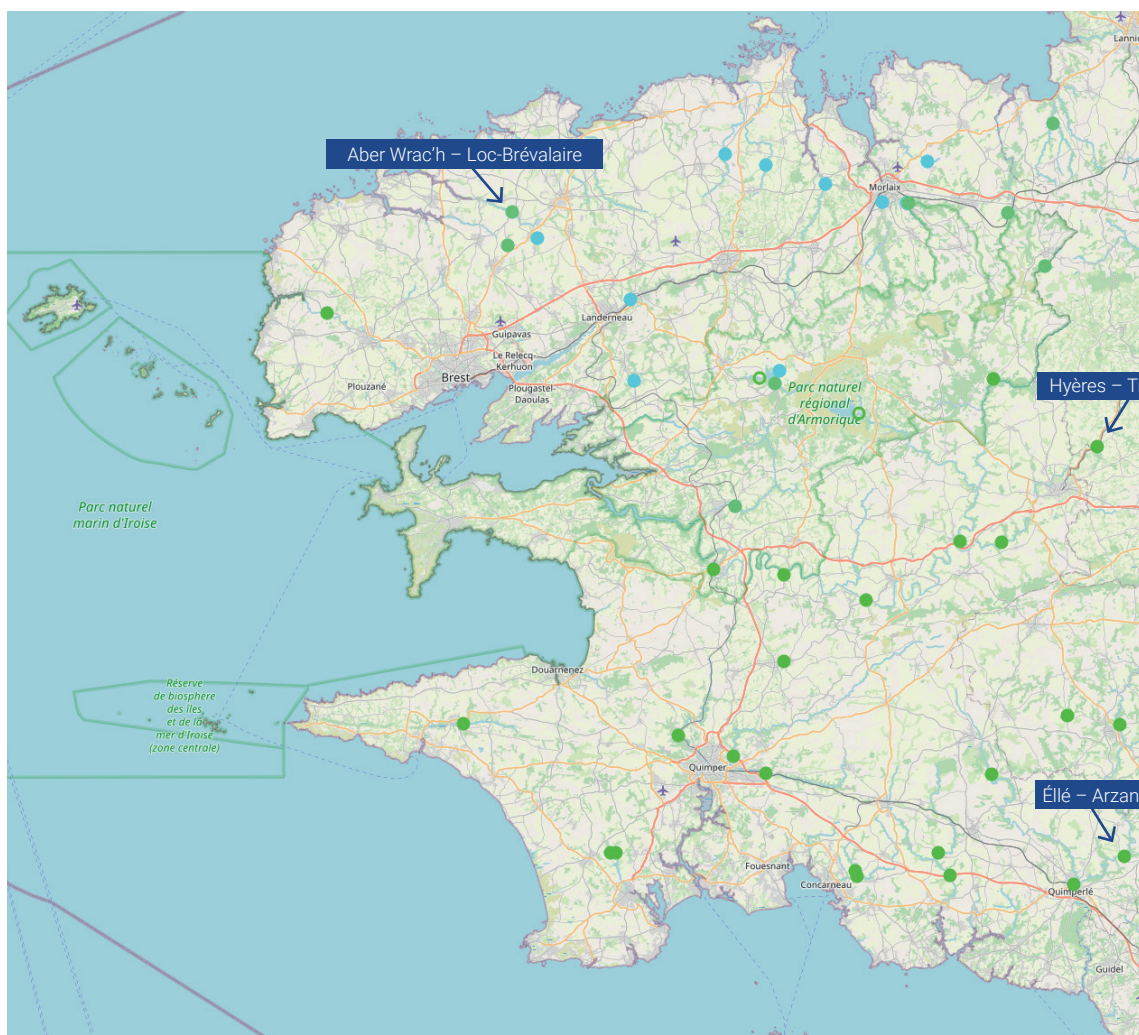 Lannio
Aber Wrac’h – Loc-Brévalaire
Morlaix
Landerneau
Guipavas
Le Relecq-
Kerhuon
Brest
Plouzané
Plougastel-
Daoulas
Parc naturel
régional
d'Armorique
Hyères – T
Parc naturel
marin d'Iroise
Douarnenez
Réserve
de biosphère
des îles
et de la
mer d'Iroise
(zone centrale)
Quimper
Éllé – Arzan
Fouesnant
Concarneau
Quimperlé
Guidel